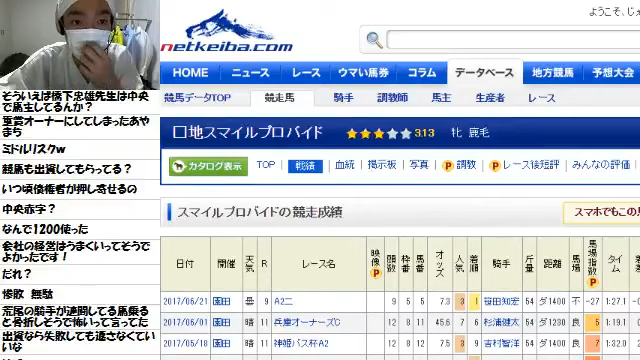 ようこそ、じぇ
netkeiba.com
HOME ニュース レース ウマい馬券 コラム データベース 地方競馬 予想大会
競馬データTOP 競走馬 騎手 調教師 馬主 生産者 レース
□地スマイルプロバイド ★★★★★ 3.13 牝 鹿毛
カタログ表示 TOP 戦績 血統 掲示板 写真 P 調教 P レース後短評 みんなの評価
スマイルプロバイドの競走成績 スマホでもこの馬
日付 開催 天気 R レース名 映像 P 頭数 枠番 馬番 オッズ 人気 着順 騎手 斤量 距離 馬場 馬場指数 P タイム 着
2017/06/21 園田 曇 9 A2二 9 5 5 7.3 3 1 笹田知宏 54 ダ1400 不 -27 1:27.1
2017/06/01 園田 晴 11 兵庫オーナーズC 12 8 11 45.6 7 6 杉浦健太 54 ダ1230 良 5 1:19.1
2017/05/18 園田 晴 11 神姫バス杯A2 12 8 12 7.5 3 9 吉村智洋 54 ダ1400 良 7 1:32.0
そういえば橋下忠雄先生は中央
で馬主してるんか?
重賞オーナーにしてしまったあや
まち
ミドルリスクw
競馬も出資してもらってる?
いつ頃債権者が押し寄せるの
中央赤字?
なんで1200使った
会社の経営はうまくいってそうで
よかったです!
だれ?
惨敗 無駄
荒尾の騎手が連闘してる馬乗る
と骨折しそうで怖いって言ってた
出資なら失敗しても返さなくてい
いな